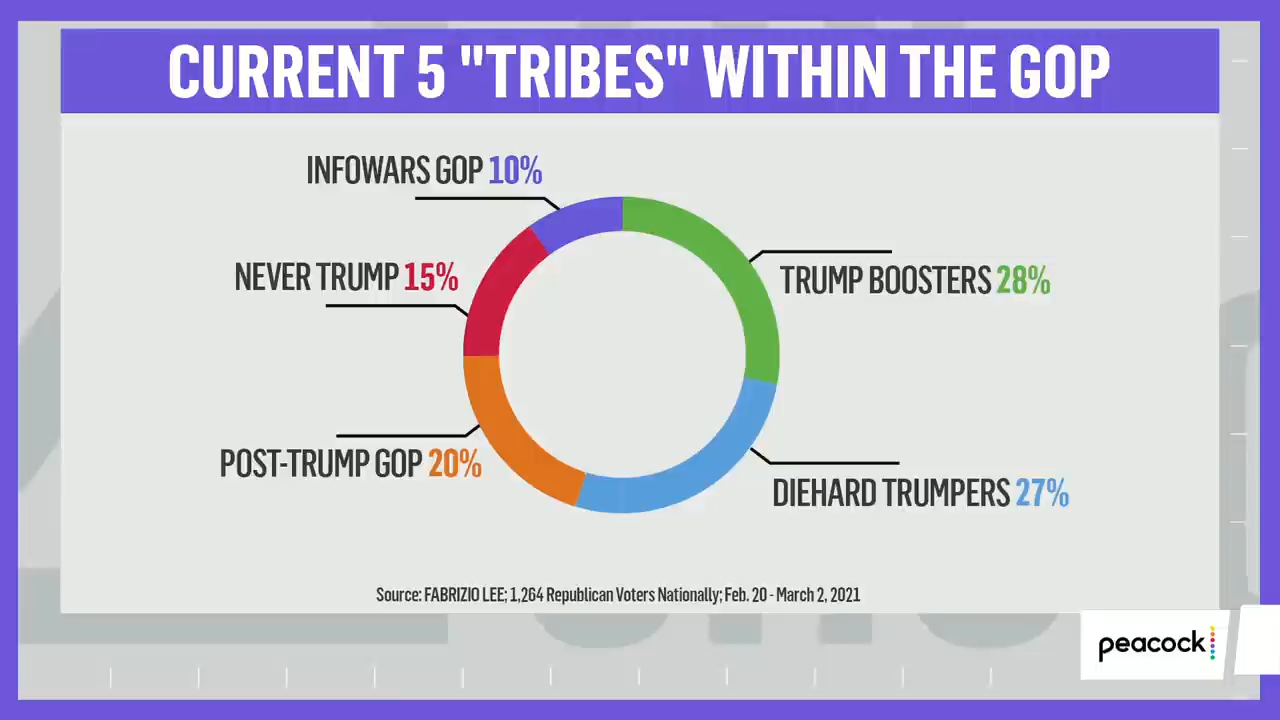 CURRENT 5 "TRIBES" WITHIN THE GOP
INFOWARS GOP 10%
NEVER TRUMP 15%
TRUMP BOOSTERS 28%
POST-TRUMP GOP 20%
DIEHARD TRUMPERS 27%
Source: FABRIZIO LEE; 1,264 Republican Voters Nationally; Feb. 20 - March 2, 2021
peacock